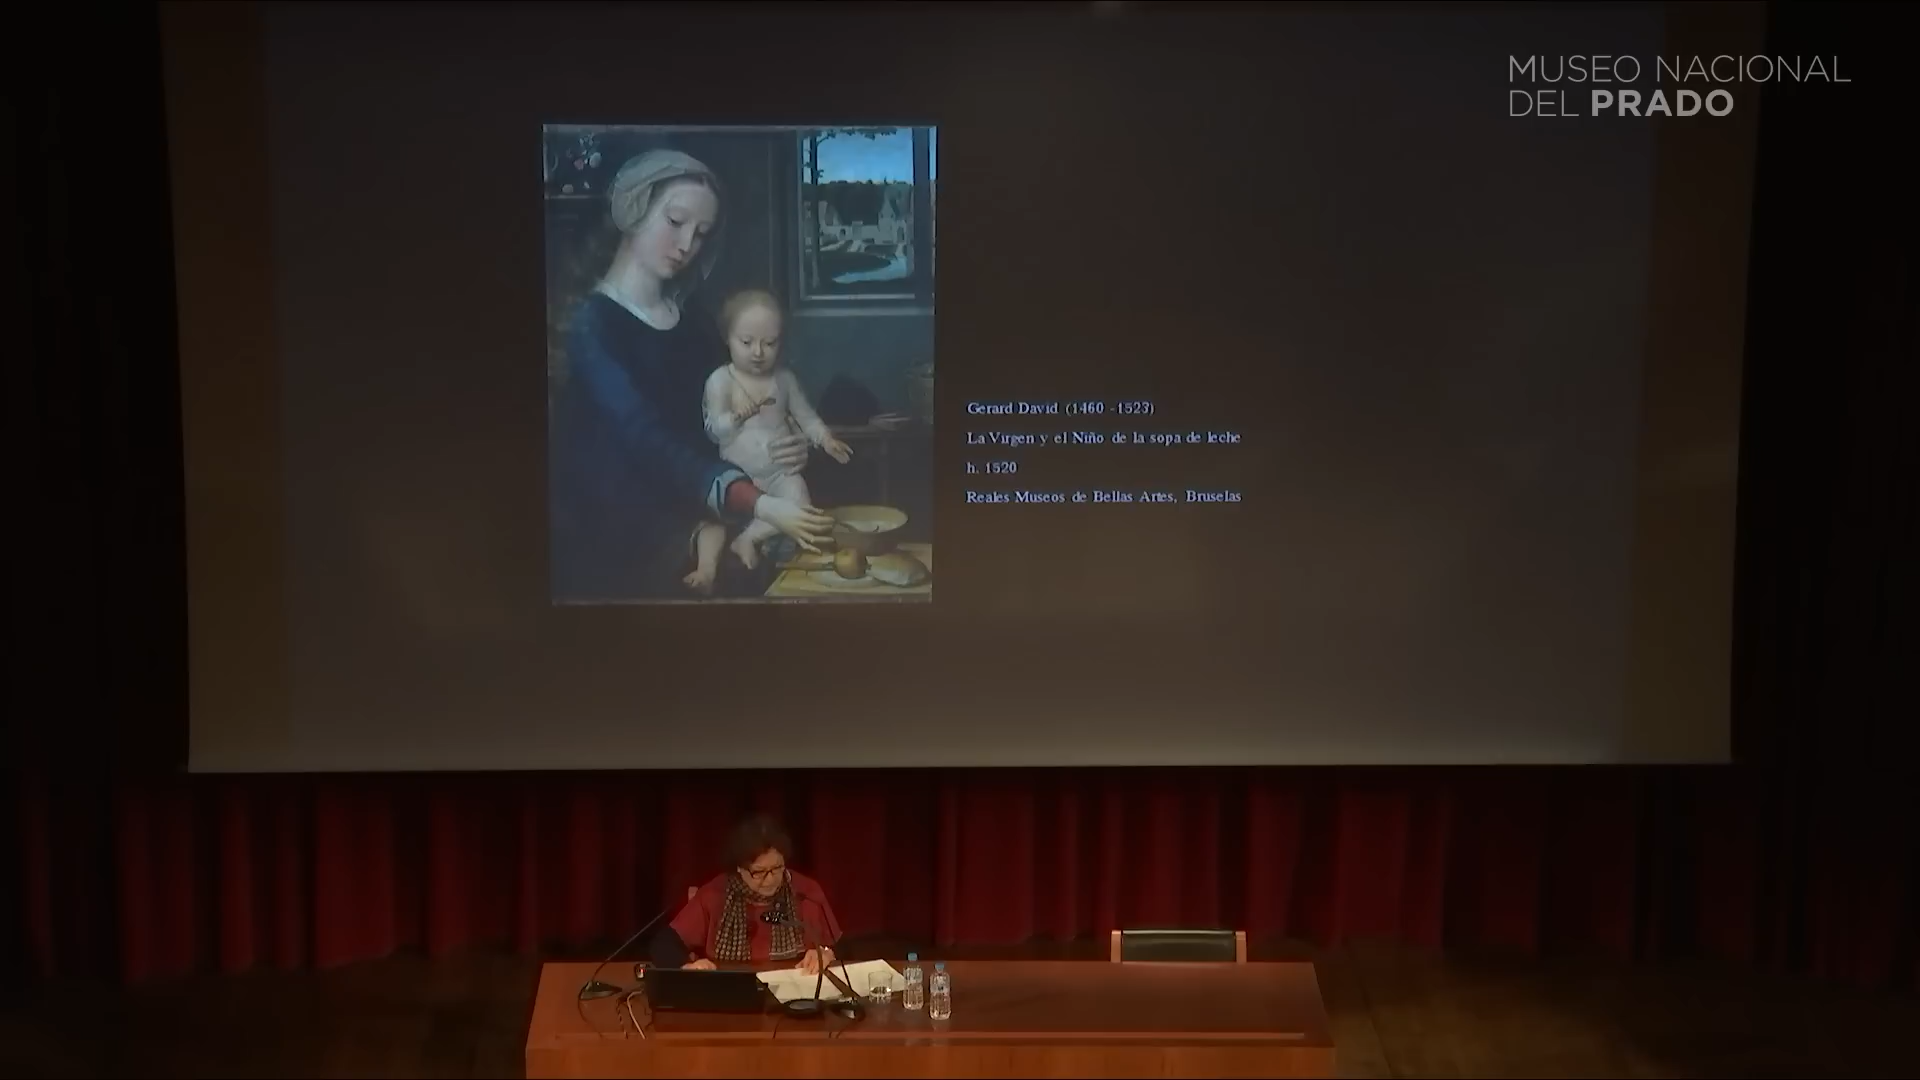 MUSEO NACIONAL
DEL PRADO
Gerard David (1460 -1523)
La Virgen y el Niño de la sopa de leche
h. 1520
Reales Museos de Bellas Artes, Bruselas